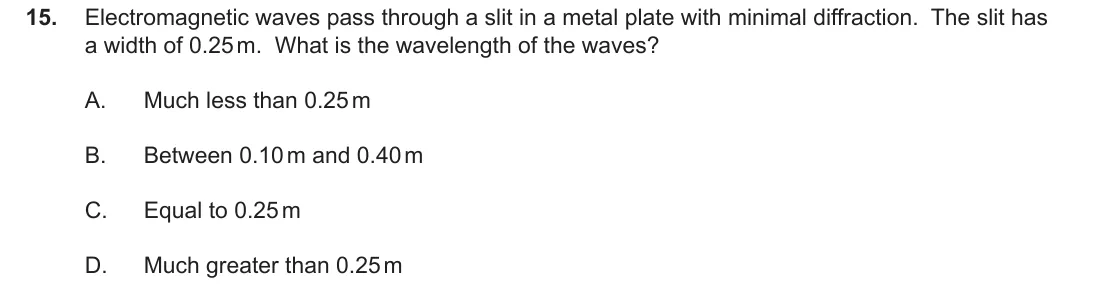 15. Electromagnetic waves pass through a slit in a metal plate with minimal diffraction. The slit has
a width of 0.25 m. What is the wavelength of the waves?
A. Much less than 0.25 m
B. Between 0.10 m and 0.40 m
C. Equal to 0.25 m
D. Much greater than 0.25 m